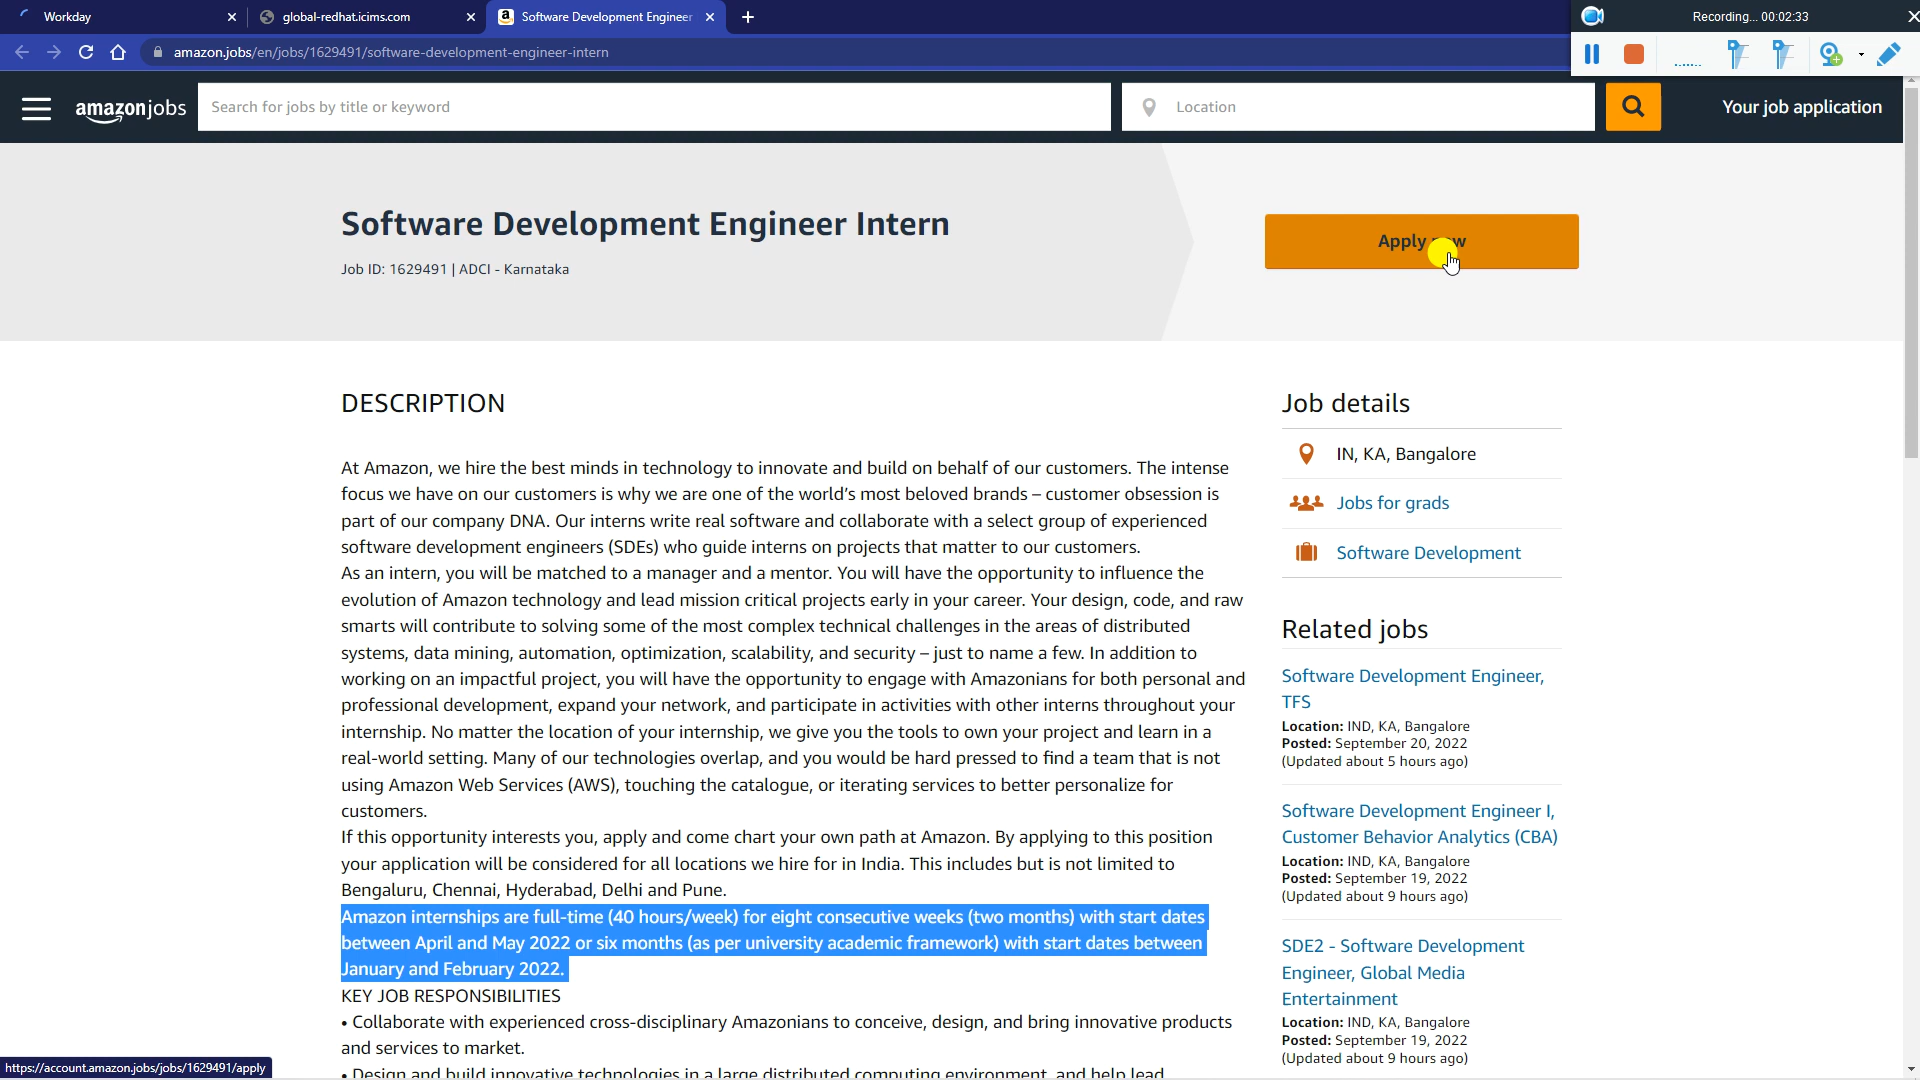 Workday
global-redhat.icims.com
Software Development Engineer
Recording... 00:02:33
amazon.jobs/en/jobs/1629491/software-development-engineer-intern
amazonjobs
Search for jobs by title or keyword
Location
Your job application
Software Development Engineer Intern
Job ID: 1629491 | ADCI - Karnataka
Apply
DESCRIPTION
At Amazon, we hire the best minds in technology to innovate and build on behalf of our customers. The intense
focus we have on our customers is why we are one of the world's most beloved brands – customer obsession is
part of our company DNA. Our interns write real software and collaborate with a select group of experienced
software development engineers (SDEs) who guide interns on projects that matter to our customers.
As an intern, you will be matched to a manager and a mentor. You will have the opportunity to influence the
evolution of Amazon technology and lead mission critical projects early in your career. Your design, code, and raw
smarts will contribute to solving some of the most complex technical challenges in the areas of distributed
systems, data mining, automation, optimization, scalability, and security – just to name a few. In addition to
working on an impactful project, you will have the opportunity to engage with Amazonians for both personal and
professional development, expand your network, and participate in activities with other interns throughout your
internship. No matter the location of your internship, we give you the tools to own your project and learn in a
real-world setting. Many of our technologies overlap, and you would be hard pressed to find a team that is not
using Amazon Web Services (AWS), touching the catalogue, or iterating services to better personalize for
customers.
If this opportunity interests you, apply and come chart your own path at Amazon. By applying to this position
your application will be considered for all locations we hire for in India. This includes but is not limited to
Bengaluru, Chennai, Hyderabad, Delhi and Pune.
Amazon internships are full-time (40 hours/week) for eight consecutive weeks (two months) with start dates
between April and May 2022 or six months (as per university academic framework) with start dates between
January and February 2022.
KEY JOB RESPONSIBILITIES
• Collaborate with experienced cross-disciplinary Amazonians to conceive, design, and bring innovative products
and services to market.
• Design and build innovative technologies in a large distributed computing environment, and help lead
Job details
IN, KA, Bangalore
Jobs for grads
Software Development
Related jobs
Software Development Engineer,
TFS
Location: IND, KA, Bangalore
Posted: September 20, 2022
(Updated about 5 hours ago)
Software Development Engineer I,
Customer Behavior Analytics (CBA)
Location: IND, KA, Bangalore
Posted: September 19, 2022
(Updated about 9 hours ago)
SDE2 - Software Development
Engineer, Global Media
Entertainment
Location: IND, KA, Bangalore
Posted: September 19, 2022
(Updated about 9 hours ago)
https://account.amazon.jobs/jobs/1629491/apply